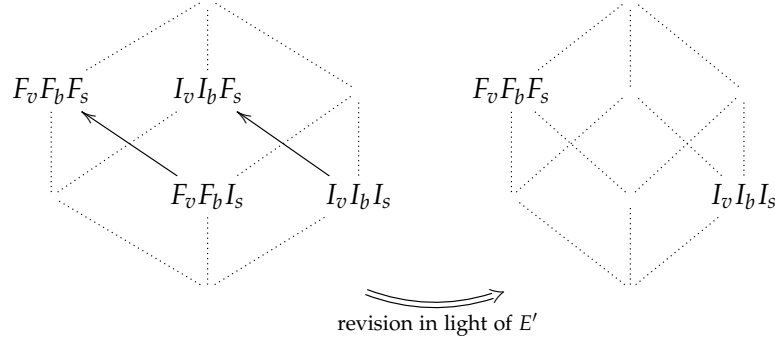 F_vF_bF_s I_vI_bF_s F_vF_bF_s
F_vF_bI_s I_vI_bI_s I_vI_bI_s
revision in light of E′